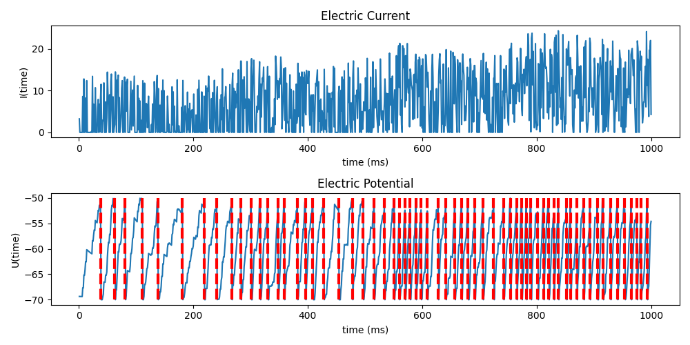 Electric Current
I(time)
20
10
0
0 200 400 600 800 1000
time (ms)
Electric Potential
U(time)
−50
−55
−60
−65
−70
0 200 400 600 800 1000
time (ms)